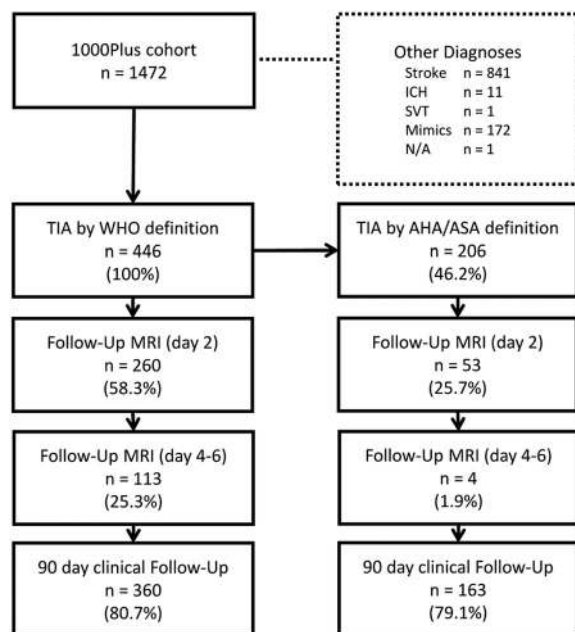 1000Plus cohort
n = 1472
Other Diagnoses
Stroke n = 841
ICH n = 11
SVT n = 1
Mimics n = 172
N/A n = 1
TIA by WHO definition
n = 446
(100%)
TIA by AHA/ASA definition
n = 206
(46.2%)
Follow-Up MRI (day 2)
n = 260
(58.3%)
Follow-Up MRI (day 2)
n = 53
(25.7%)
Follow-Up MRI (day 4-6)
n = 113
(25.3%)
Follow-Up MRI (day 4-6)
n = 4
(1.9%)
90 day clinical Follow-Up
n = 360
(80.7%)
90 day clinical Follow-Up
n = 163
(79.1%)